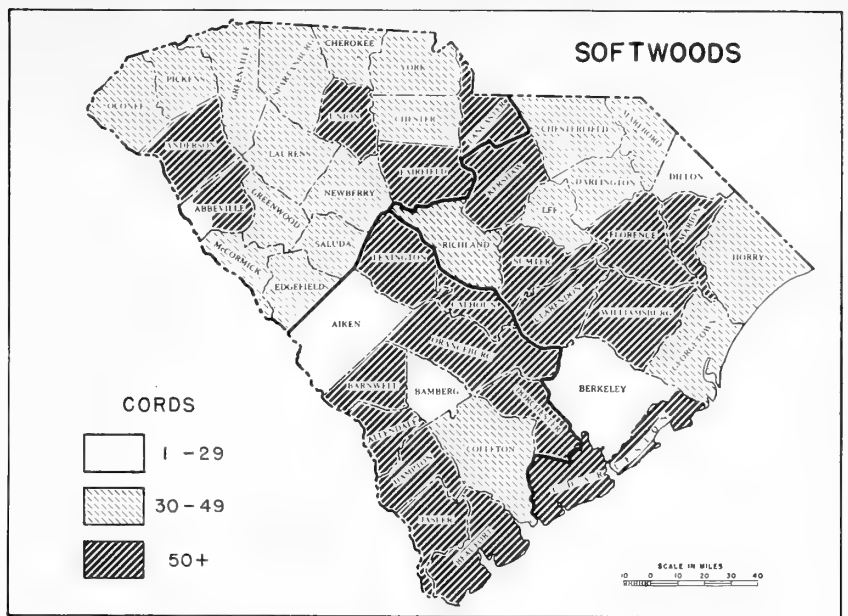 SOFTWOODS
CHEROKEE
YORK
SPARTANBURG
GREENVILLE
PICKENS
OCONEE
UNION
CHESTER
LANCASTER
CHESTERFIELD
MARLBORO
ANDERSON
LAURENS
FAIRFIELD
KERSHAW
DARLINGTON
DILLON
NEWBERRY
LEE
ABBEVILLE
GREENWOOD
FLORENCE
MARION
HORRY
SALUDA
RICHLAND
McCORMICK
LEXINGTON
SUMTER
EDGEFIELD
CALHOUN
CLARENDON
WILLIAMSBURG
AIKEN
ORANGEBURG
GEORGETOWN
BARNWELL
BAMBERG
BERKELEY
DORCHESTER
ALLENDALE
COLLETON
HAMPTON
CHARLESTON
JASPER
BEAUFORT
CORDS
1 - 29
30 - 49
50+
SCALE IN MILES
10 0 10 20 30 40